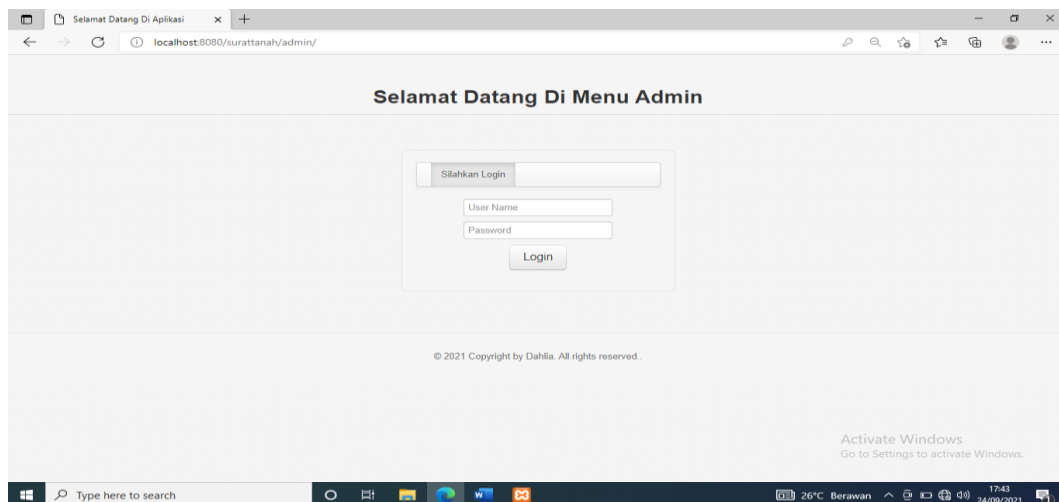 Selamat Datang Di Aplikasi
localhost:8080/surattanah/admin/
Selamat Datang Di Menu Admin
Silahkan Login
User Name
Password
Login
© 2021 Copyright by Dahlia. All rights reserved..
Activate Windows
Go to Settings to activate Windows.
Type here to search
26°C Berawan
17:43
24/09/2021